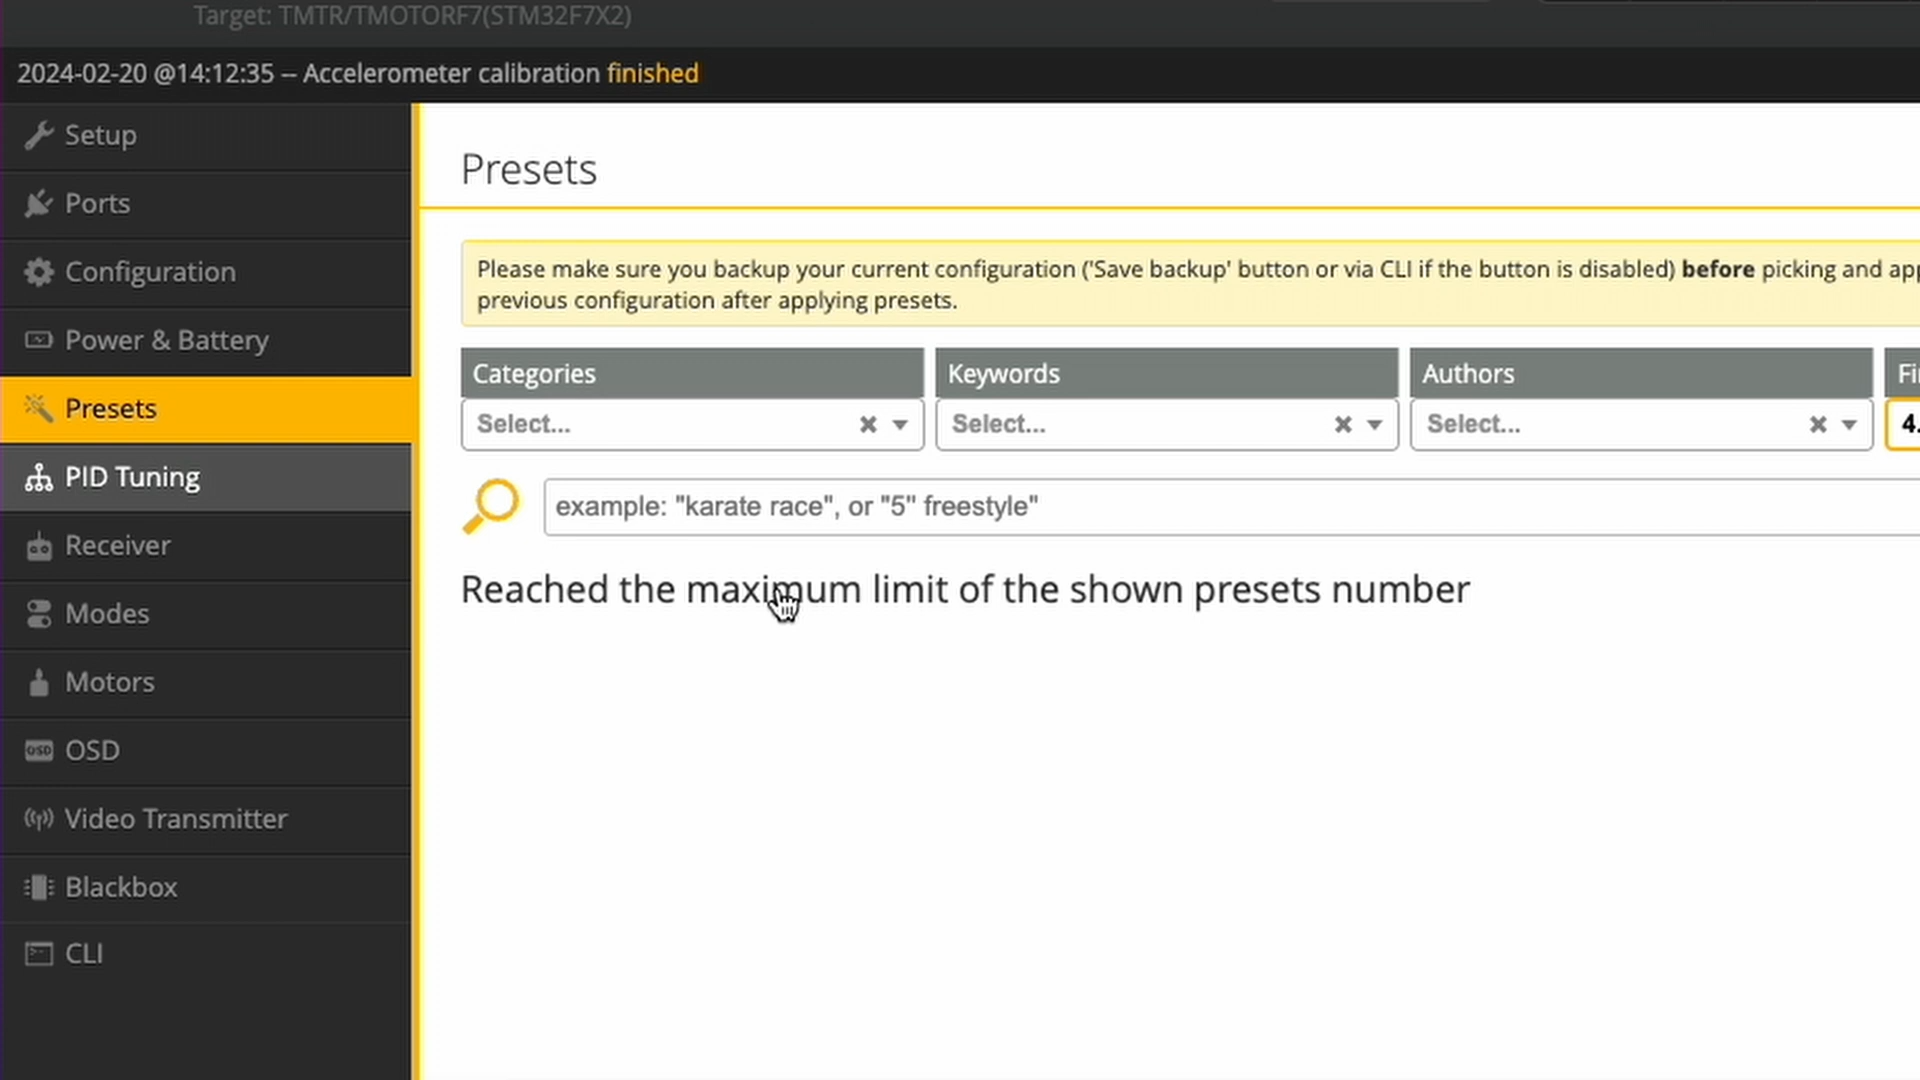 Target: TMTR/TMOTORF7(STM32F7X2)
2024-02-20 @14:12:35 -- Accelerometer calibration finished
Setup
Ports
Configuration
Power & Battery
Presets
PID Tuning
Receiver
Modes
Motors
OSD
Video Transmitter
Blackbox
CLI
Presets
Please make sure you backup your current configuration ('Save backup' button or via CLI if the button is disabled) before picking and app
previous configuration after applying presets.
Categories Keywords Authors Fi
Select... Select... Select... 4.
example: "karate race", or "5" freestyle"
Reached the maximum limit of the shown presets number